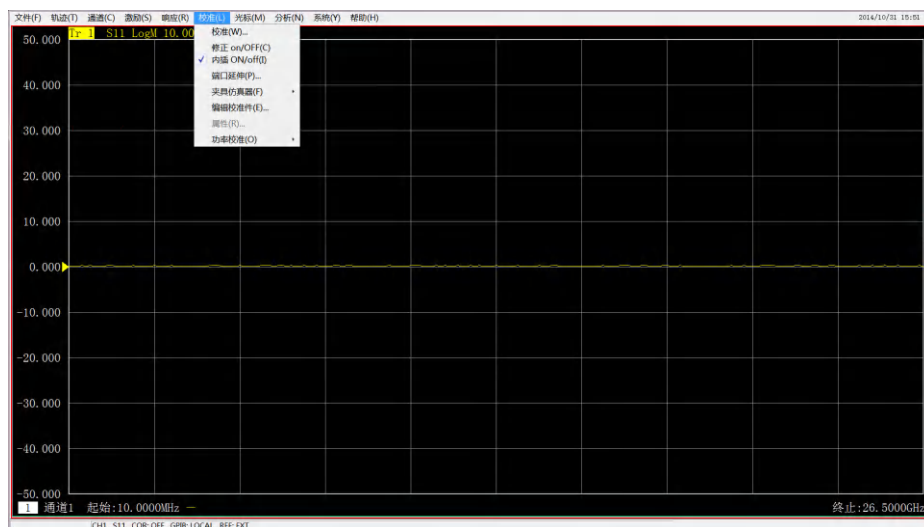 文件(F) 轨迹(T) 通道(C) 激励(S) 响应(R) 校准(L) 光标(M) 分析(N) 系统(Y) 帮助(H) 2014/10/31 15:51
Tr 1 S11 LogM 10.00
校准(W)...
修正 on/OFF(C)
✓ 内插 ON/off(I)
端口延伸(P)...
夹具仿真器(F)
编辑校准件(E)...
属性(R)...
功率校准(O)
50.000
40.000
30.000
20.000
10.000
0.000
-10.000
-20.000
-30.000
-40.000
-50.000
1 通道1 起始:10.0000MHz — 终止:26.5000GHz
CH1 S11 COR:OFF GPIB:LOCAL REF:EXT